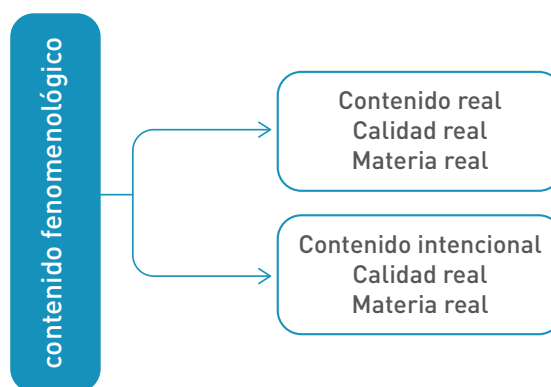 contenido fenomenológico
Contenido real
Calidad real
Materia real
Contenido intencional
Calidad real
Materia real